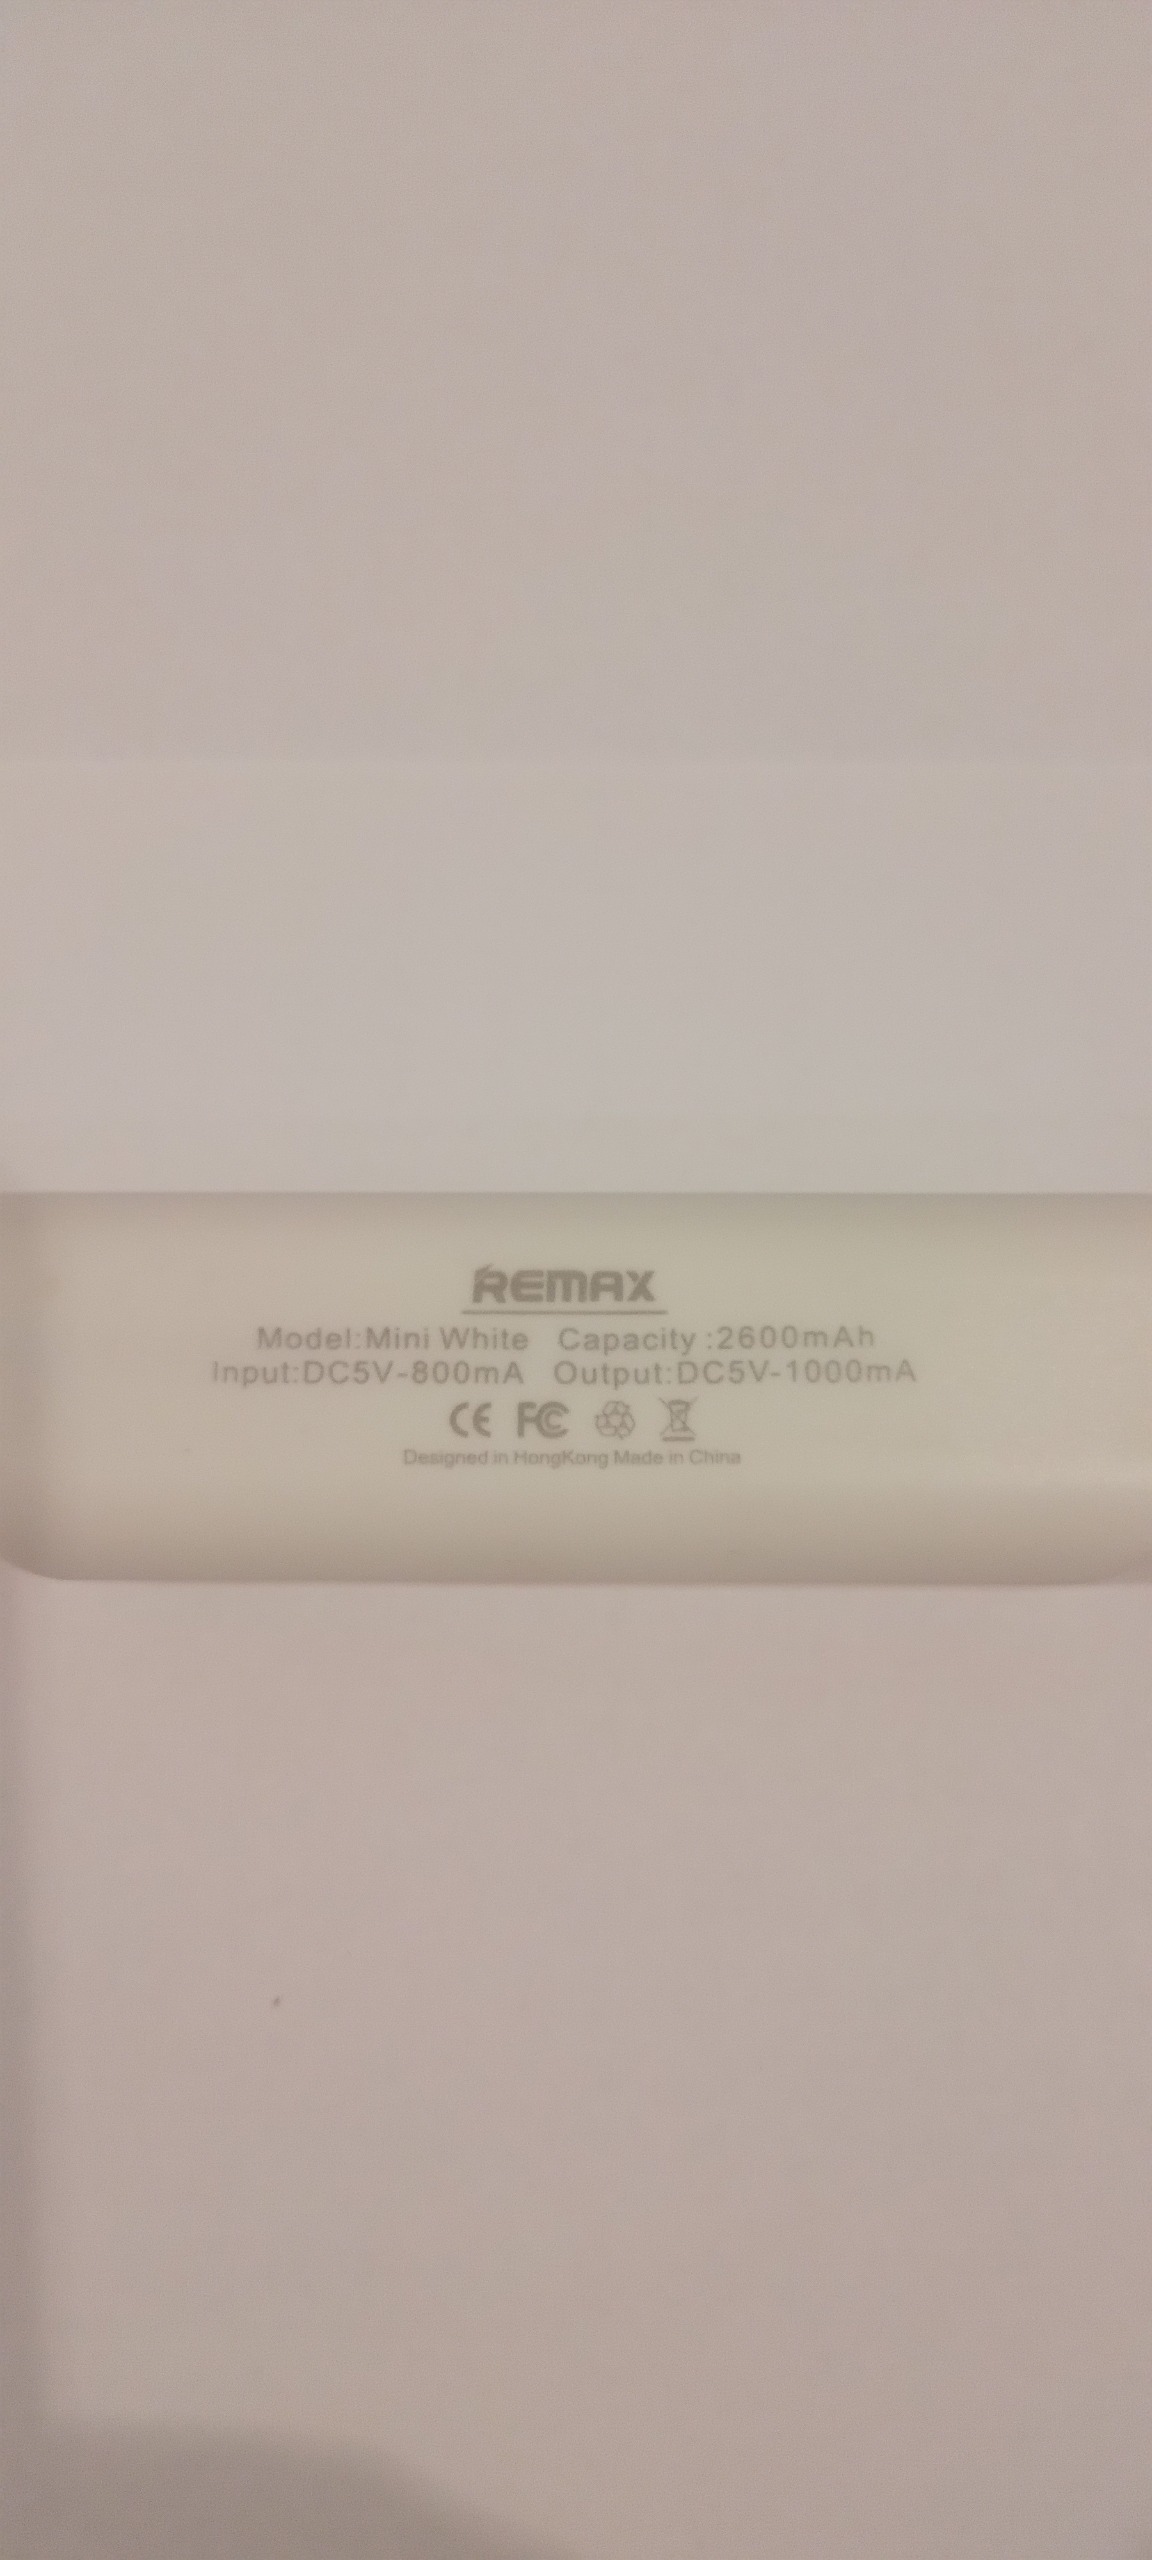 REMAX
Model:Mini White Capacity :2600mAh
Input:DC5V-800mA Output:DC5V-1000mA
CE FC
Designed in HongKong Made in China